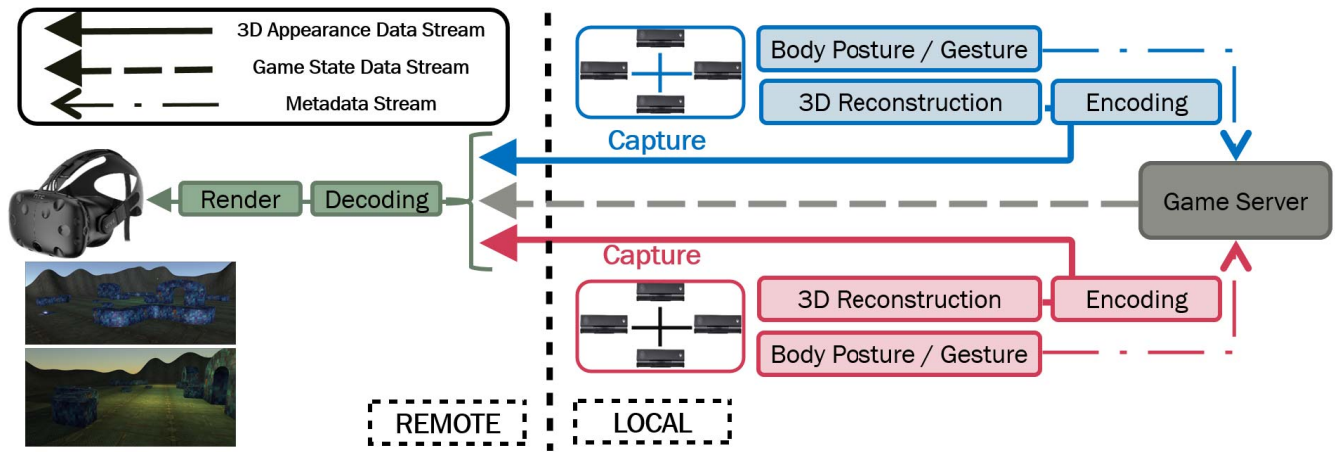 3D Appearance Data Stream
Game State Data Stream
Metadata Stream
Body Posture / Gesture
3D Reconstruction
Encoding
Capture
Render
Decoding
Game Server
Capture
3D Reconstruction
Encoding
Body Posture / Gesture
REMOTE
LOCAL